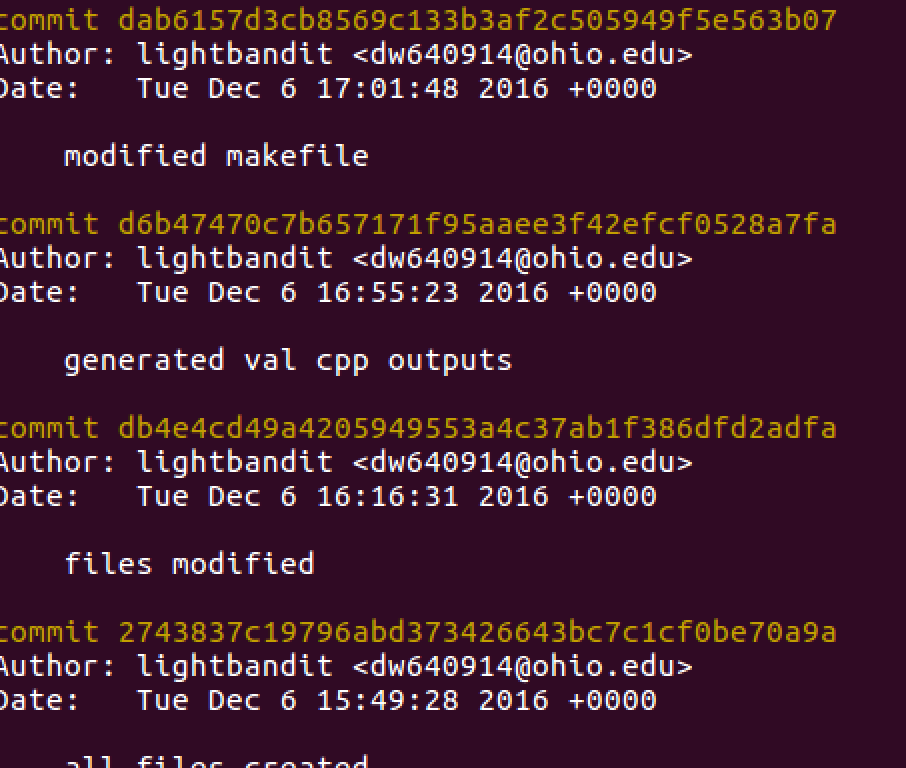 commit dab6157d3cb8569c133b3af2c505949f5e563b07
Author: lightbandit <dw640914@ohio.edu>
Date: Tue Dec 6 17:01:48 2016 +0000
modified makefile
commit d6b47470c7b657171f95aaee3f42efcf0528a7fa
Author: lightbandit <dw640914@ohio.edu>
Date: Tue Dec 6 16:55:23 2016 +0000
generated val cpp outputs
commit db4e4cd49a4205949553a4c37ab1f386dfd2adfa
Author: lightbandit <dw640914@ohio.edu>
Date: Tue Dec 6 16:16:31 2016 +0000
files modified
commit 2743837c19796abd373426643bc7c1cf0be70a9a
Author: lightbandit <dw640914@ohio.edu>
Date: Tue Dec 6 15:49:28 2016 +0000
all files created